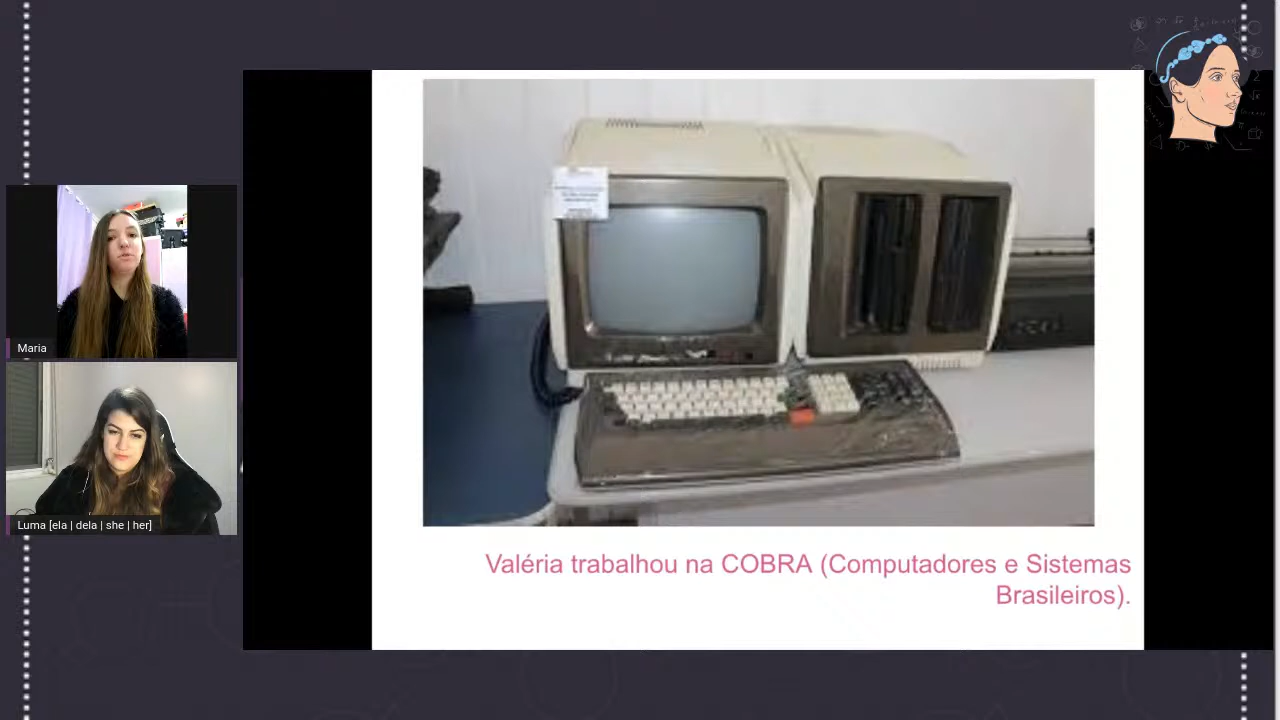 Maria
Luma [ela | dela | she | her]
Valéria trabalhou na COBRA (Computadores e Sistemas
Brasileiros).